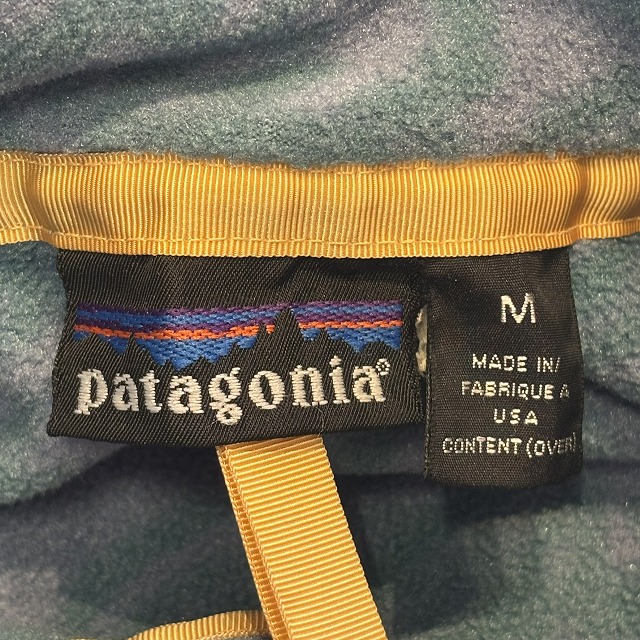 patagonia®
M
MADE IN/
FABRIQUE A
USA
CONTENT (OVER)